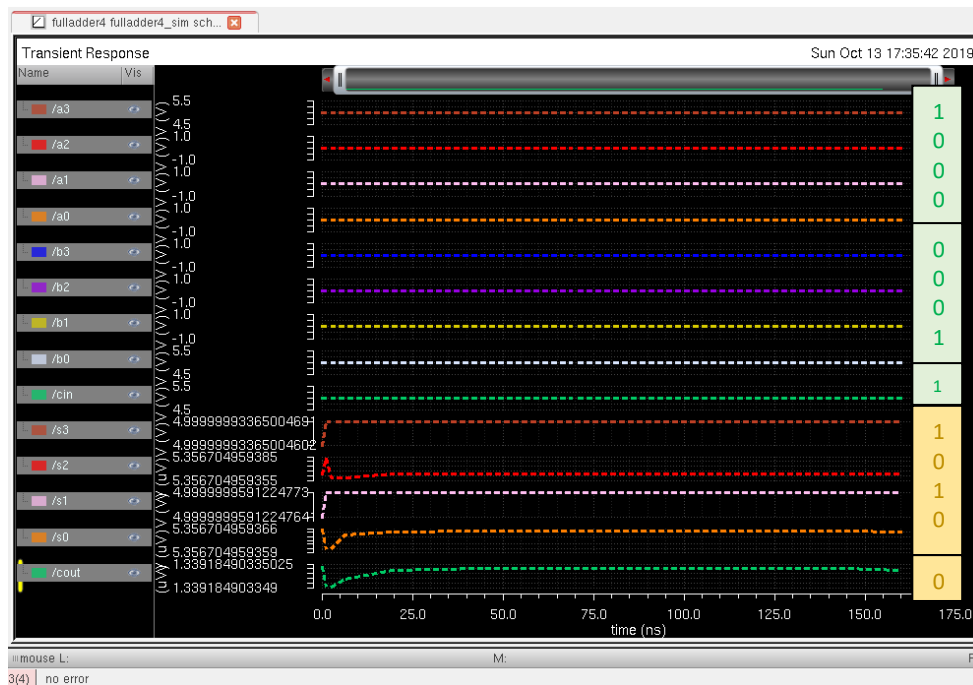 fulladder4 fulladder4_sim sch...
Transient Response Sun Oct 13 17:35:42 2019
Name Vis
/a3
/a2
/a1
/a0
/b3
/b2
/b1
/b0
/cin
/s3
/s2
/s1
/s0
/cout
5.5
4.5
1.0
-1.0
1.0
-1.0
1.0
-1.0
1.0
-1.0
1.0
-1.0
1.0
-1.0
5.5
4.5
5.5
4.5
4.9999999336500469
4.9999999336500460
5.356704959385
5.356704959355
4.9999999591224773
4.9999999591224764
5.356704959366
5.356704959359
1.33918490335025
1.339184903349
1
0
0
0
0
0
0
1
1
1
0
1
0
0
0.0 25.0 50.0 75.0 100.0 125.0 150.0 175.0
time (ns)
mouse L: M:
3(4) no error